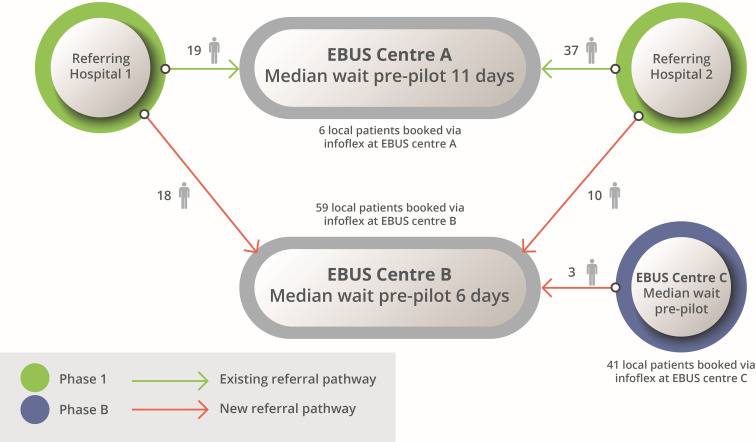 19
37
Referring
Hospital 1
EBUS Centre A
Median wait pre-pilot 11 days
Referring
Hospital 2
6 local patients booked via
infoflex at EBUS centre A
18
10
59 local patients booked via
infoflex at EBUS centre B
EBUS Centre B
Median wait pre-pilot 6 days
3
EBUS Centre C
Median wait
pre-pilot
41 local patients booked via
infoflex at EBUS centre C
Phase 1
Existing referral pathway
Phase B
New referral pathway